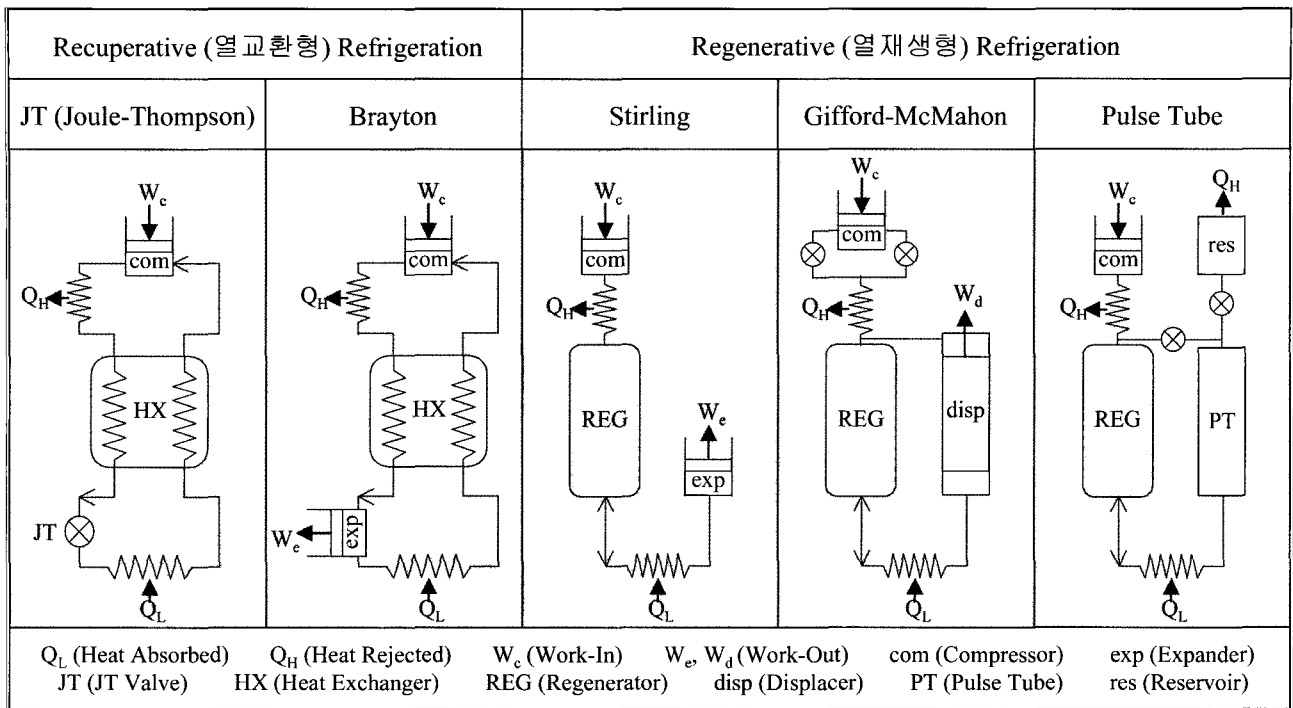 Recuperative (열교환형) Refrigeration
Regenerative (열재생형) Refrigeration
JT (Joule-Thompson)
Brayton
Stirling
Gifford-McMahon
Pulse Tube
W_c
com
Q_H
HX
JT
Q_L
W_c
com
Q_H
HX
W_e
exp
Q_L
W_c
com
Q_H
REG
W_e
exp
Q_L
W_c
com
Q_H
W_d
REG
disp
Q_L
W_c
com
Q_H
Q_H
res
REG
PT
Q_L
Q_L (Heat Absorbed) Q_H (Heat Rejected) W_c (Work-In) W_e, W_d (Work-Out) com (Compressor) exp (Expander)
JT (JT Valve) HX (Heat Exchanger) REG (Regenerator) disp (Displacer) PT (Pulse Tube) res (Reservoir)